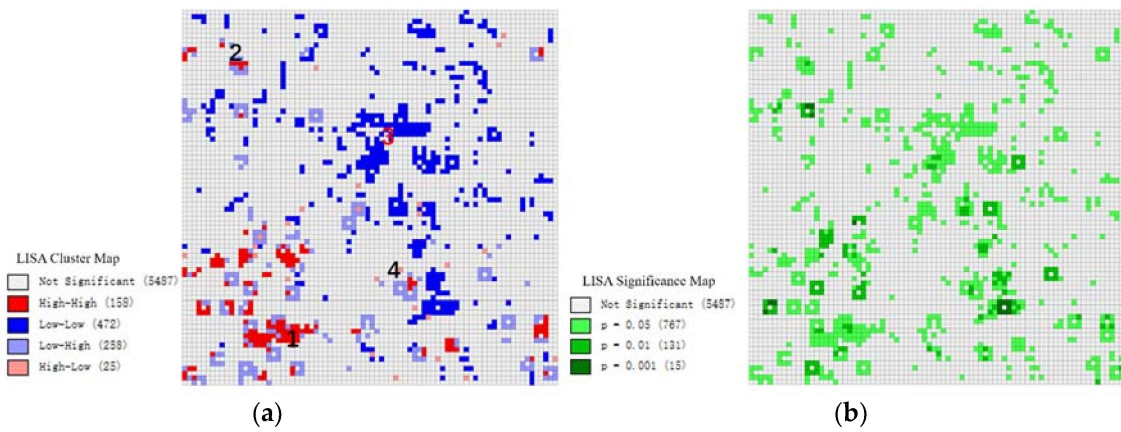 2
3
4
1
LISA Cluster Map
Not Significant (5487)
High-High (158)
Low-Low (472)
Low-High (258)
High-Low (25)
LISA Significance Map
Not Significant (5487)
p = 0.05 (767)
p = 0.01 (131)
p = 0.001 (15)
(a)
(b)